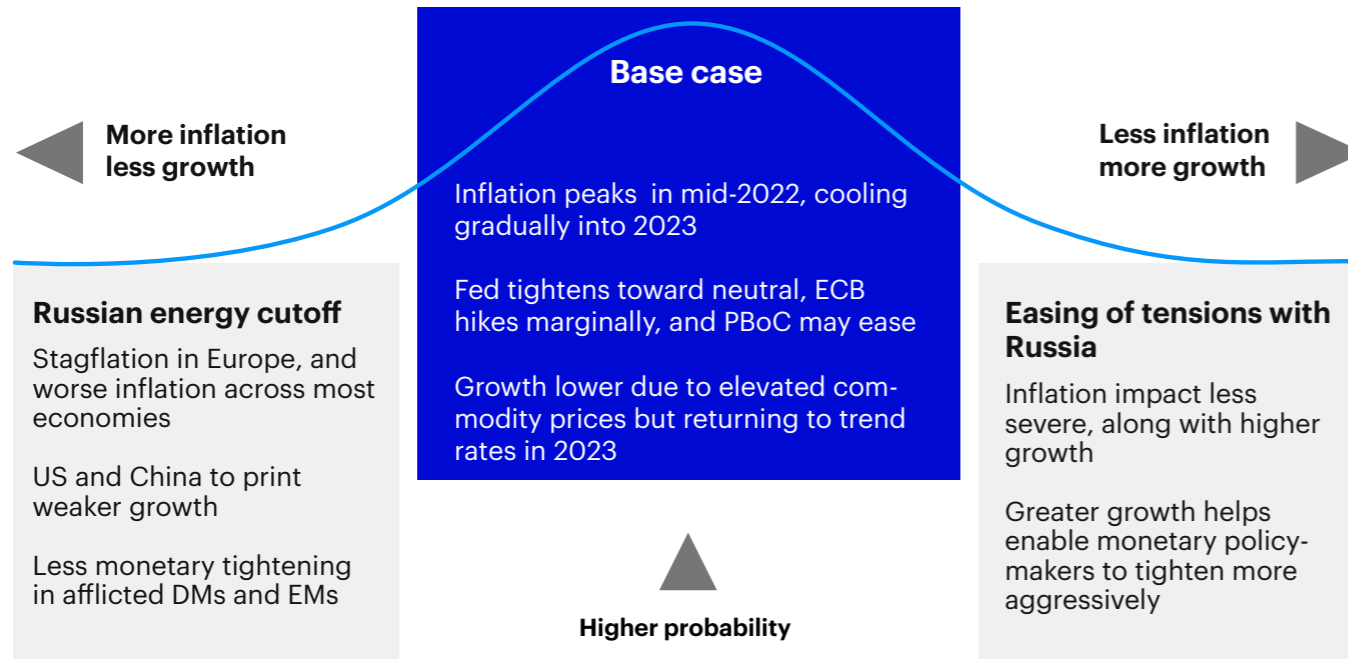 Base case
More inflation
less growth
Less inflation
more growth
Inflation peaks  in mid-2022, cooling
gradually into 2023
Fed tightens toward neutral, ECB
hikes marginally, and PBoC may ease
Growth lower due to elevated com-
modity prices but returning to trend
rates in 2023
Russian energy cutoff
Stagflation in Europe, and
worse inflation across most
economies
US and China to print
weaker growth
Less monetary tightening
in afflicted DMs and EMs
Easing of tensions with
Russia
Inflation impact less
severe, along with higher
growth
Greater growth helps
enable monetary policy-
makers to tighten more
aggressively
Higher probability